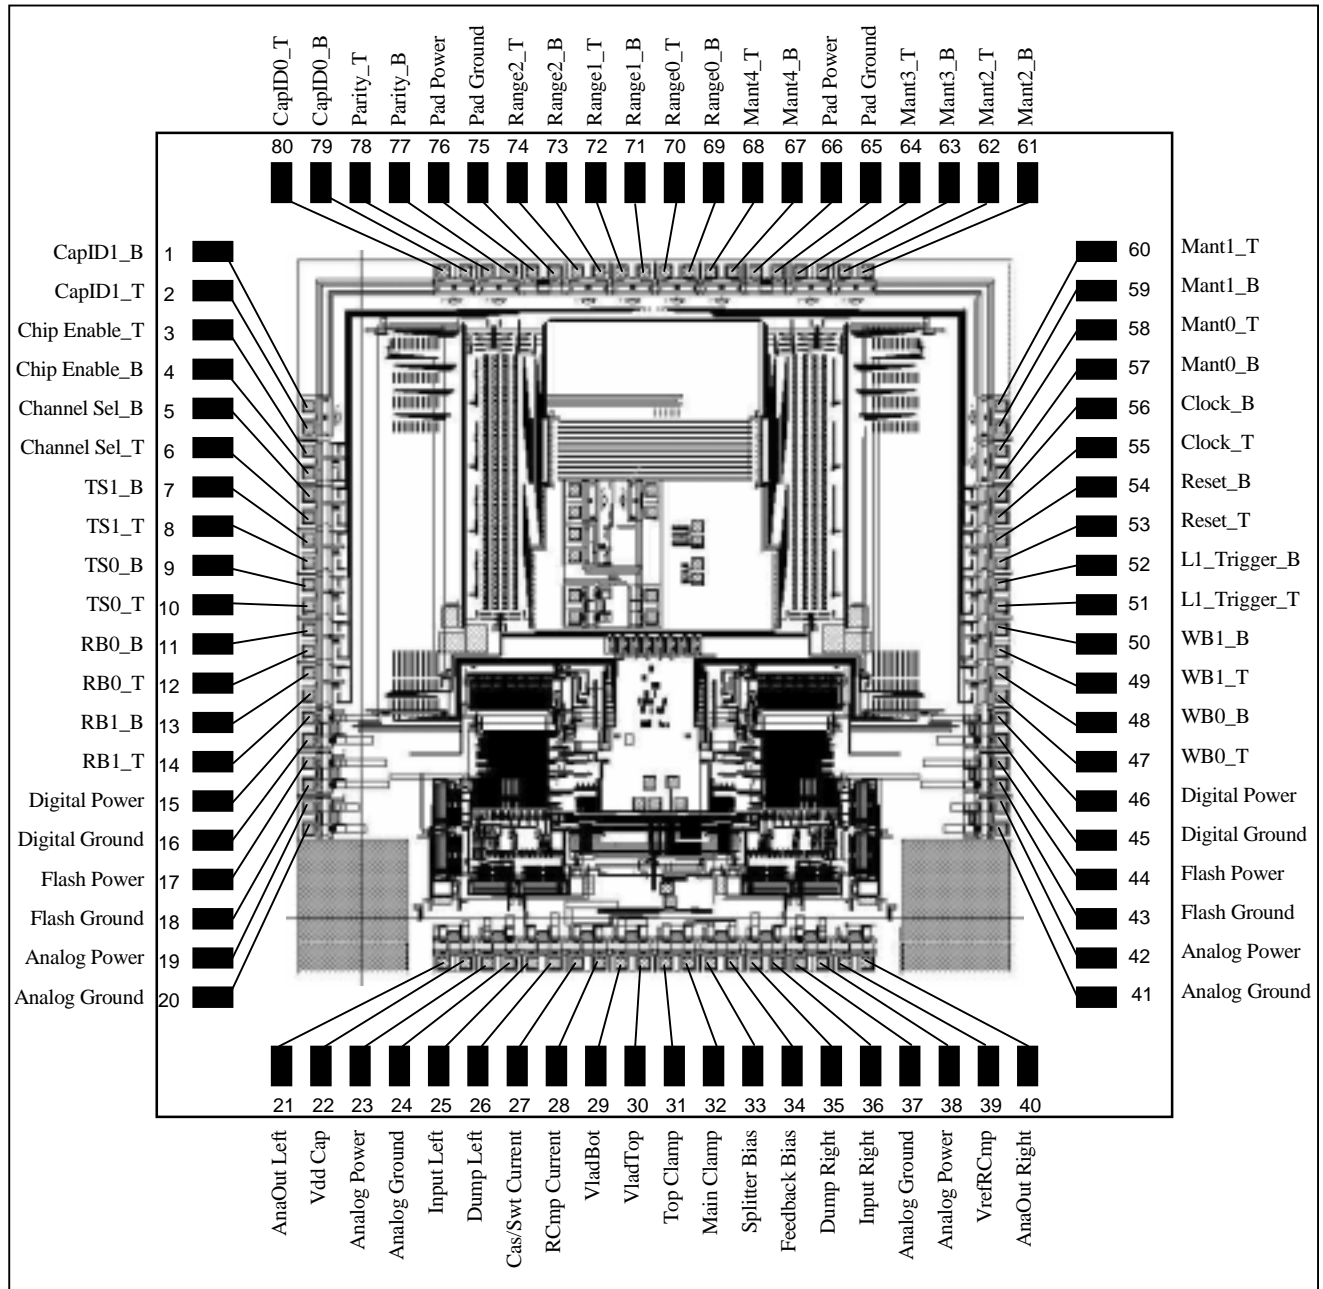 CapID0_T
CapID0_B
Parity_T
Parity_B
Pad Power
Pad Ground
Range2_T
Range2_B
Range1_T
Range1_B
Range0_T
Range0_B
Mant4_T
Mant4_B
Pad Power
Pad Ground
Mant3_T
Mant3_B
Mant2_T
Mant2_B
80 79 78 77 76 75 74 73 72 71 70 69 68 67 66 65 64 63 62 61
CapID1_B 1
CapID1_T 2
Chip Enable_T 3
Chip Enable_B 4
Channel Sel_B 5
Channel Sel_T 6
TS1_B 7
TS1_T 8
TS0_B 9
TS0_T 10
RB0_B 11
RB0_T 12
RB1_B 13
RB1_T 14
Digital Power 15
Digital Ground 16
Flash Power 17
Flash Ground 18
Analog Power 19
Analog Ground 20
60 Mant1_T
59 Mant1_B
58 Mant0_T
57 Mant0_B
56 Clock_B
55 Clock_T
54 Reset_B
53 Reset_T
52 L1_Trigger_B
51 L1_Trigger_T
50 WB1_B
49 WB1_T
48 WB0_B
47 WB0_T
46 Digital Power
45 Digital Ground
44 Flash Power
43 Flash Ground
42 Analog Power
41 Analog Ground
21 22 23 24 25 26 27 28 29 30 31 32 33 34 35 36 37 38 39 40
AnaOut Left
Vdd Cap
Analog Power
Analog Ground
Input Left
Dump Left
Cas/Swt Current
RCmp Current
VladBot
VladTop
Top Clamp
Main Clamp
Splitter Bias
Feedback Bias
Dump Right
Input Right
Analog Ground
Analog Power
VrefRCmp
AnaOut Right